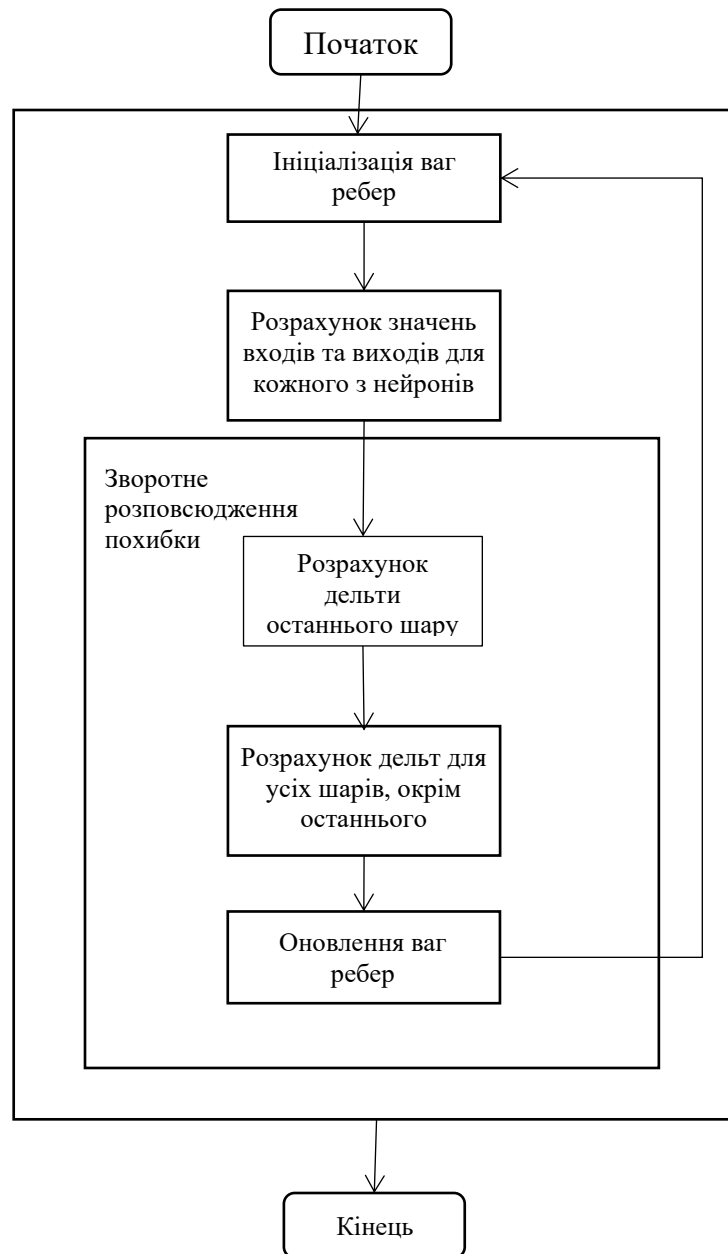 Початок
Ініціалізація ваг
ребер
Розрахунок значень
входів та виходів для
кожного з нейронів
Зворотне
розповсюдження
похибки
Розрахунок
дельти
останнього шару
Розрахунок дельт для
усіх шарів, окрім
останнього
Оновлення ваг
ребер
Кінець